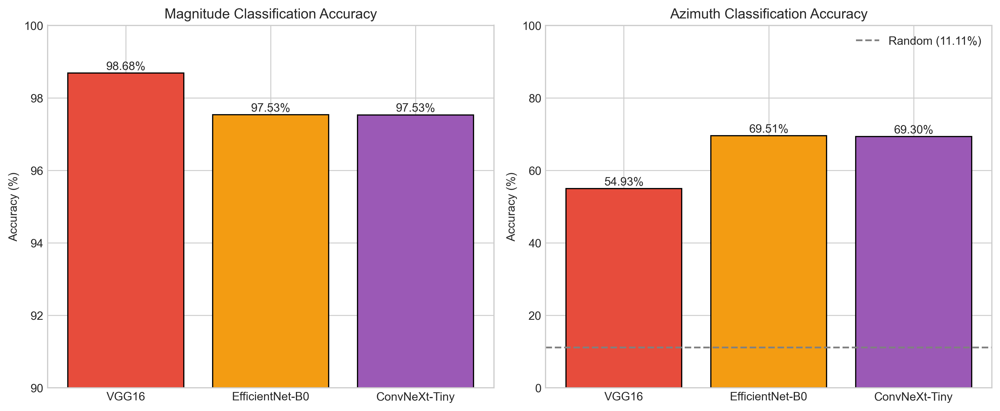 Magnitude Classification Accuracy
100
98
96
94
92
90
Accuracy (%)
98.68%
97.53%
97.53%
VGG16
EfficientNet-B0
ConvNeXt-Tiny
Azimuth Classification Accuracy
100
80
60
40
20
0
Accuracy (%)
Random (11.11%)
54.93%
69.51%
69.30%
VGG16
EfficientNet-B0
ConvNeXt-Tiny